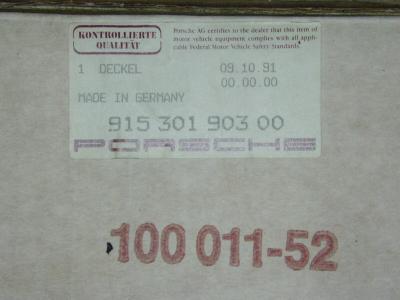 KONTROLLIERTE
QUALITÄT
Porsche AG certifies to the dealer that this item of
motor vehicle equipment complies with all appli-
cable Federal Motor Vehicle Safety Standards.
1 DECKEL 09.10.91
00.00.00
MADE IN GERMANY
915 301 903 00
PORSCHE
100 011-52